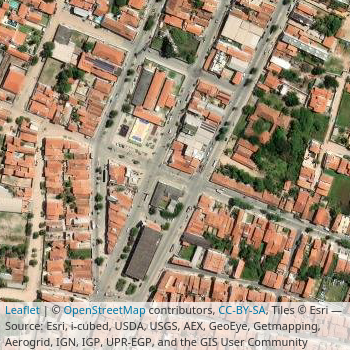 Leaflet | © OpenStreetMap contributors, CC-BY-SA, Tiles © Esri —
Source: Esri, i-cubed, USDA, USGS, AEX, GeoEye, Getmapping,
Aerogrid, IGN, IGP, UPR-EGP, and the GIS User Community